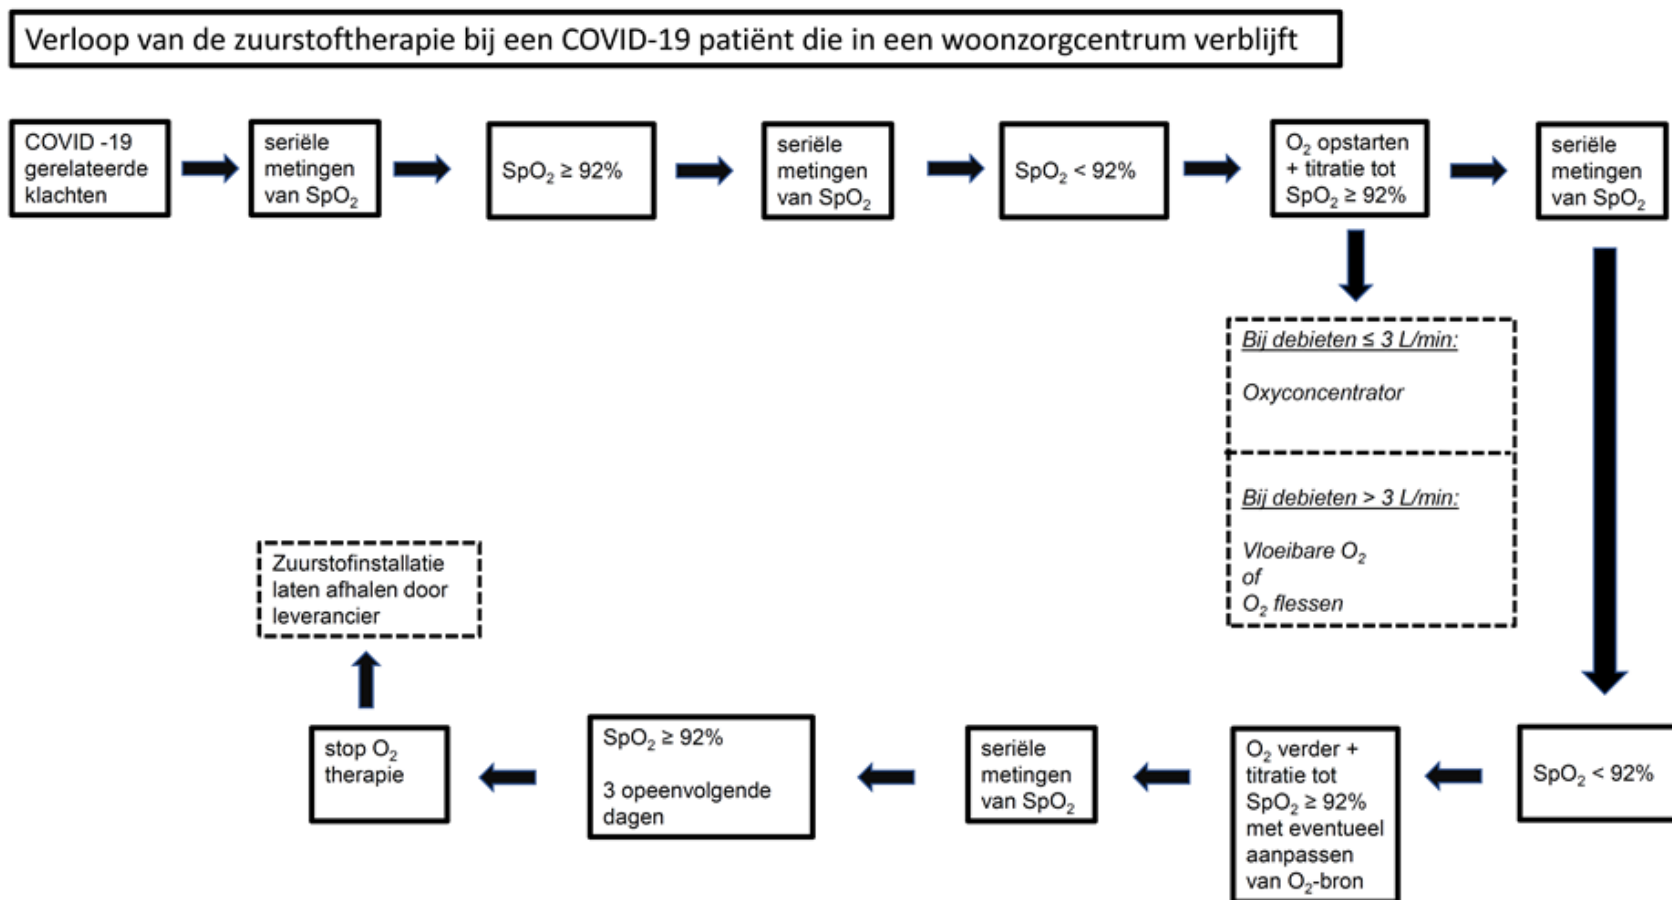 Verloop van de zuurstoftherapie bij een COVID-19 patiënt die in een woonzorgcentrum verblijft
COVID -19
gerelateerde
klachten
seriële
metingen
van SpO₂
SpO₂ ≥ 92%
seriële
metingen
van SpO₂
SpO₂ < 92%
O₂ opstarten
+ titratie tot
SpO₂ ≥ 92%
seriële
metingen
van SpO₂
Bij debieten ≤ 3 L/min:
Oxyconcentrator
Bij debieten > 3 L/min:
Vloeibare O₂
of
O₂ flessen
SpO₂ < 92%
O₂ verder +
titratie tot
SpO₂ ≥ 92%
met eventueel
aanpassen
van O₂-bron
seriële
metingen
van SpO₂
SpO₂ ≥ 92%
3 opeenvolgende
dagen
stop O₂
therapie
Zuurstofinstallatie
laten afhalen door
leverancier